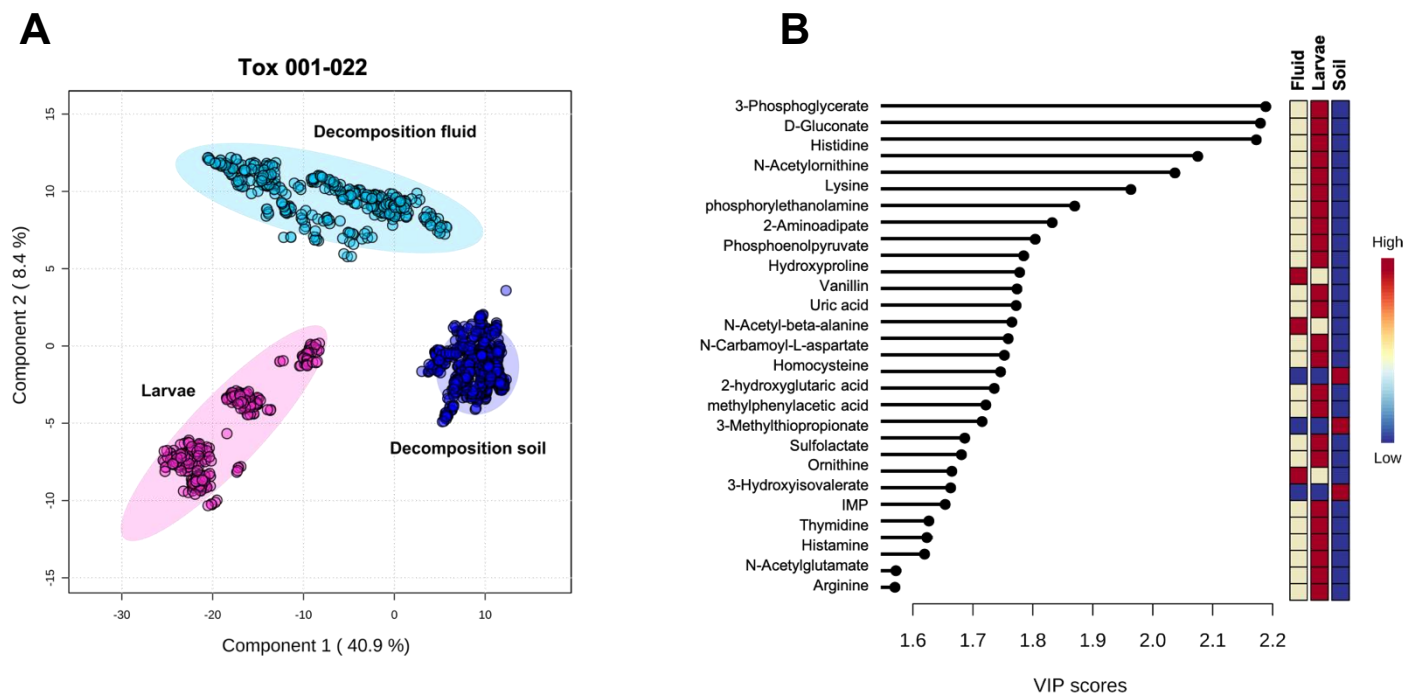 A
Tox 001-022
Decomposition fluid
Larvae
Decomposition soil
15
10
5
0
-5
-10
-15
Component 2 ( 8.4 %)
-30
-20
-10
0
10
Component 1 ( 40.9 %)
B
Fluid
Larvae
Soil
3-Phosphoglycerate
D-Gluconate
Histidine
N-Acetylornithine
Lysine
phosphorylethanolamine
2-Aminoadipate
Phosphoenolpyruvate
Hydroxyproline
Vanillin
Uric acid
N-Acetyl-beta-alanine
N-Carbamoyl-L-aspartate
Homocysteine
2-hydroxyglutaric acid
methylphenylacetic acid
3-Methylthiopropionate
Sulfolactate
Ornithine
3-Hydroxyisovalerate
IMP
Thymidine
Histamine
N-Acetylglutamate
Arginine
1.6
1.7
1.8
1.9
2.0
2.1
2.2
VIP scores
High
Low